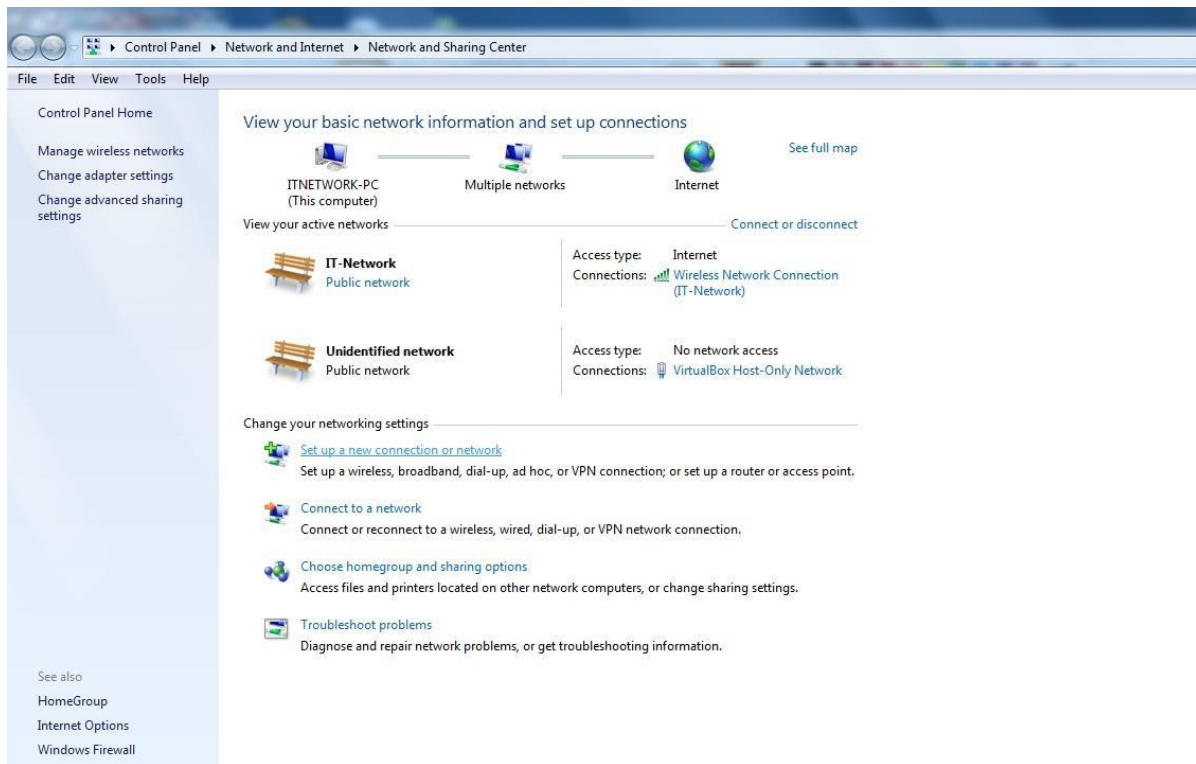 Control Panel ▸ Network and Internet ▸ Network and Sharing Center
File Edit View Tools Help
Control Panel Home
Manage wireless networks
Change adapter settings
Change advanced sharing
settings
See also
HomeGroup
Internet Options
Windows Firewall
View your basic network information and set up connections
See full map
ITNETWORK-PC
(This computer)
Multiple networks
Internet
View your active networks
Connect or disconnect
IT-Network
Public network
Access type: Internet
Connections: Wireless Network Connection
(IT-Network)
Unidentified network
Public network
Access type: No network access
Connections: VirtualBox Host-Only Network
Change your networking settings
Set up a new connection or network
Set up a wireless, broadband, dial-up, ad hoc, or VPN connection; or set up a router or access point.
Connect to a network
Connect or reconnect to a wireless, wired, dial-up, or VPN network connection.
Choose homegroup and sharing options
Access files and printers located on other network computers, or change sharing settings.
Troubleshoot problems
Diagnose and repair network problems, or get troubleshooting information.